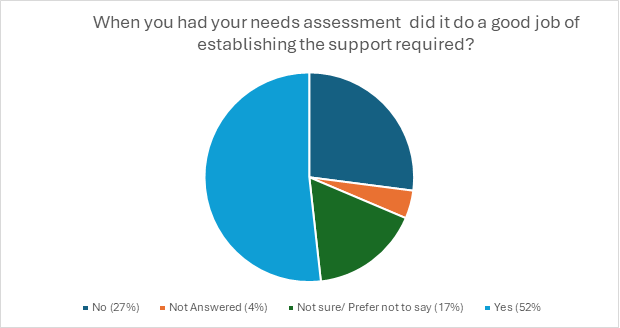 When you had your needs assessment  did it do a good job of
establishing the support required?
No (27%) Not Answered (4%) Not sure/ Prefer not to say (17%) Yes (52%